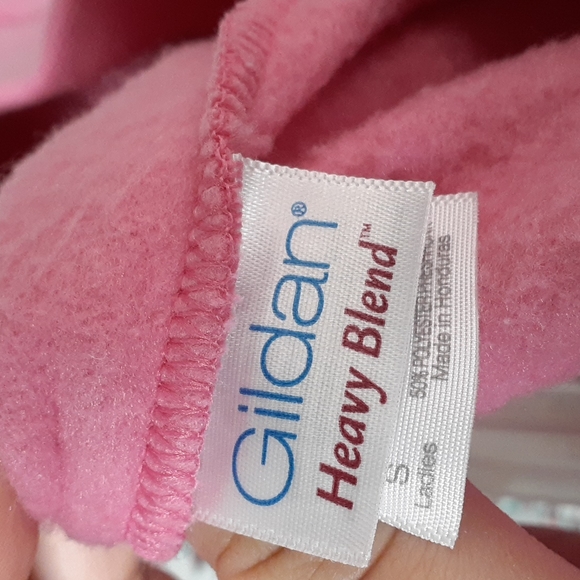 Gildan®
Heavy Blend™
S
Ladies
50% POLYESTER
Made in Honduras